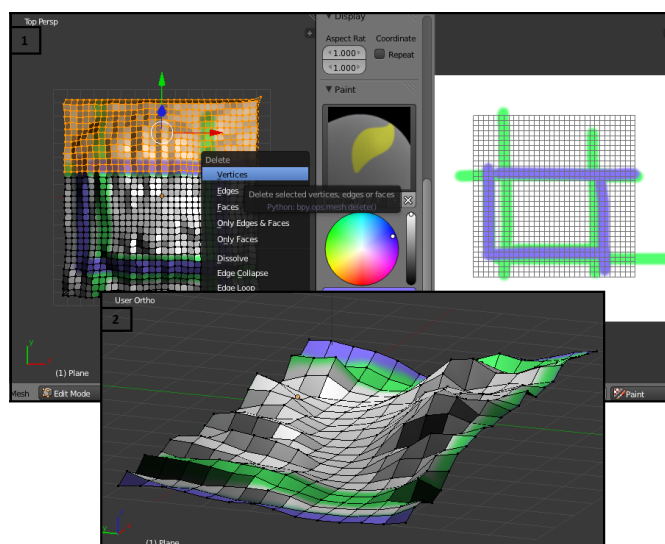 Top Persp
1
Delete
Vertices
Edges
Faces
Only Edges & Faces
Only Faces
Dissolve
Edge Collapse
Edge Loop
Delete selected vertices, edges or faces
Python: bpy.ops.mesh.delete()
Display
Aspect Rat
Coordinate
1.000
Repeat
1.000
Paint
y
x
(1) Plane
Mesh
Edit Mode
Paint
User Ortho
2
y
(1) Plane